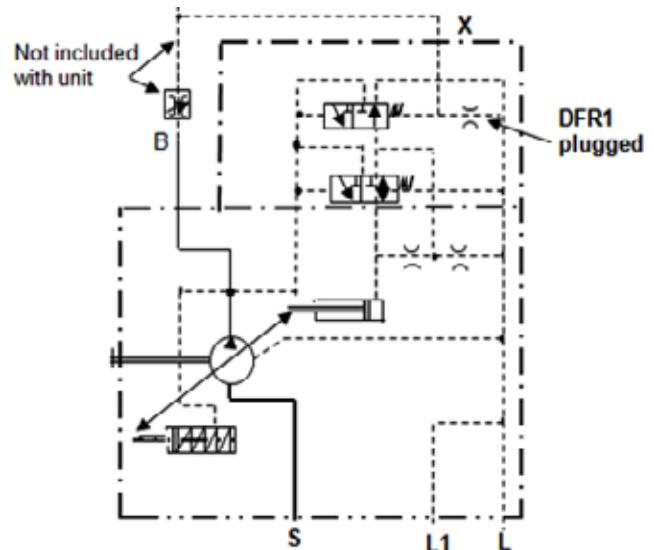 X
Not included
with unit
DFR1
plugged
B
S
L1
L